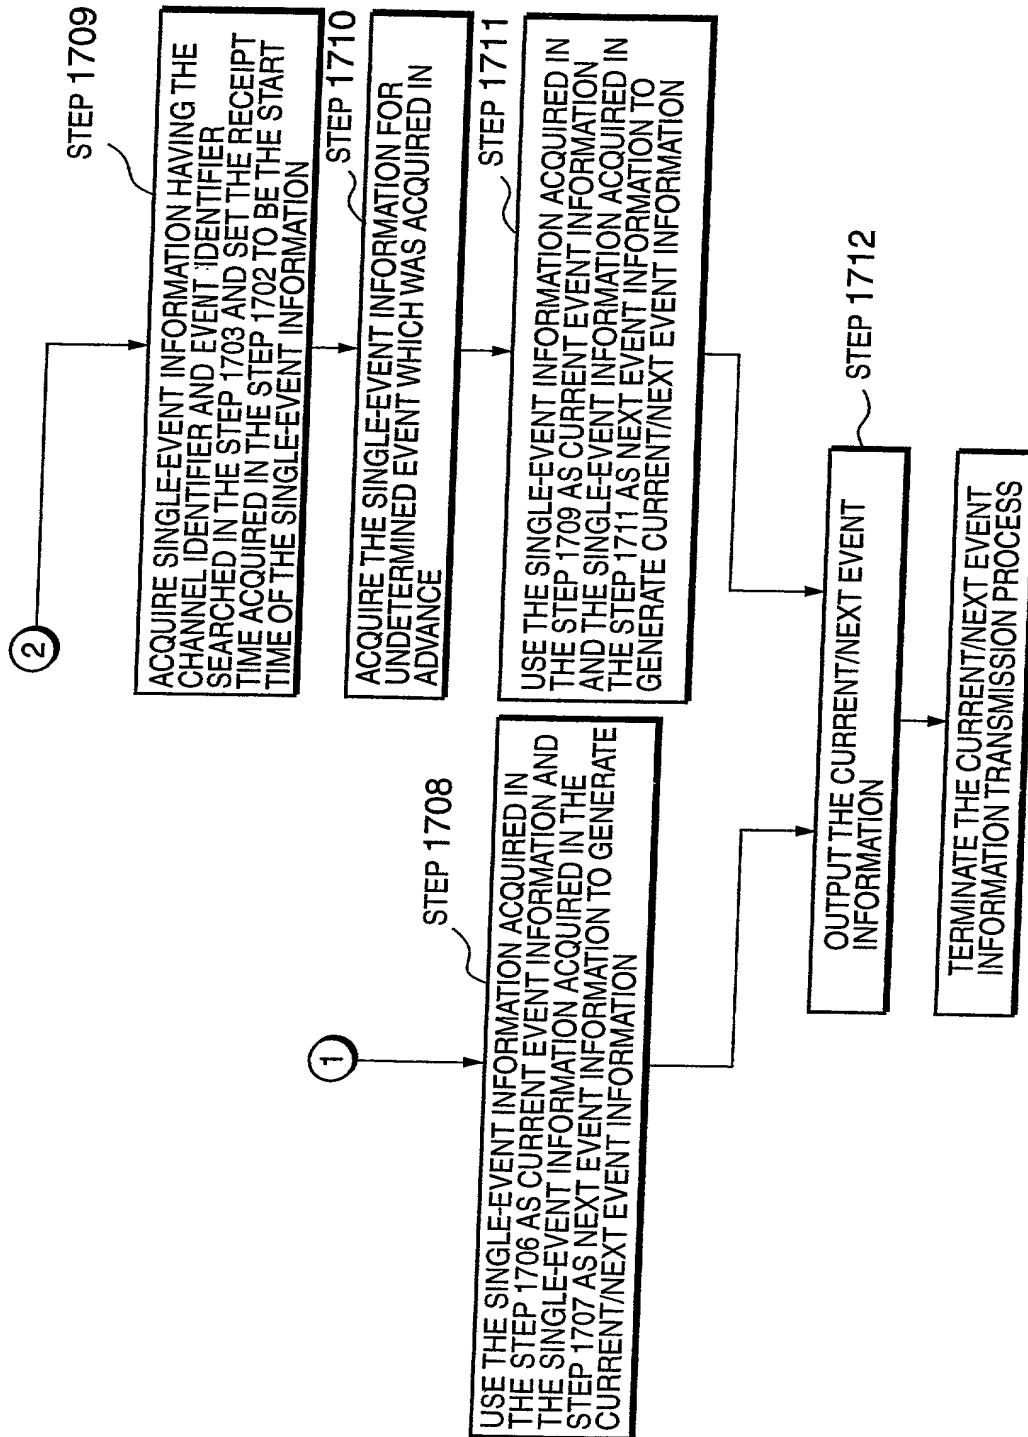 2
STEP 1709
ACQUIRE SINGLE-EVENT INFORMATION HAVING THE
CHANNEL IDENTIFIER AND EVENT IDENTIFIER
SEARCHED IN THE STEP 1703 AND SET THE RECEIPT
TIME ACQUIRED IN THE STEP 1702 TO BE THE START
TIME OF THE SINGLE-EVENT INFORMATION
STEP 1710
ACQUIRE THE SINGLE-EVENT INFORMATION FOR
UNDETERMINED EVENT WHICH WAS ACQUIRED IN
ADVANCE
STEP 1711
USE THE SINGLE-EVENT INFORMATION ACQUIRED IN
THE STEP 1709 AS CURRENT EVENT INFORMATION
AND THE SINGLE-EVENT INFORMATION ACQUIRED IN
THE STEP 1711 AS NEXT EVENT INFORMATION TO
GENERATE CURRENT/NEXT EVENT INFORMATION
1
STEP 1708
USE THE SINGLE-EVENT INFORMATION ACQUIRED IN
THE STEP 1706 AS CURRENT EVENT INFORMATION AND
THE SINGLE-EVENT INFORMATION ACQUIRED IN THE
STEP 1707 AS NEXT EVENT INFORMATION TO GENERATE
CURRENT/NEXT EVENT INFORMATION
STEP 1712
OUTPUT THE CURRENT/NEXT EVENT
INFORMATION
TERMINATE THE CURRENT/NEXT EVENT
INFORMATION TRANSMISSION PROCESS